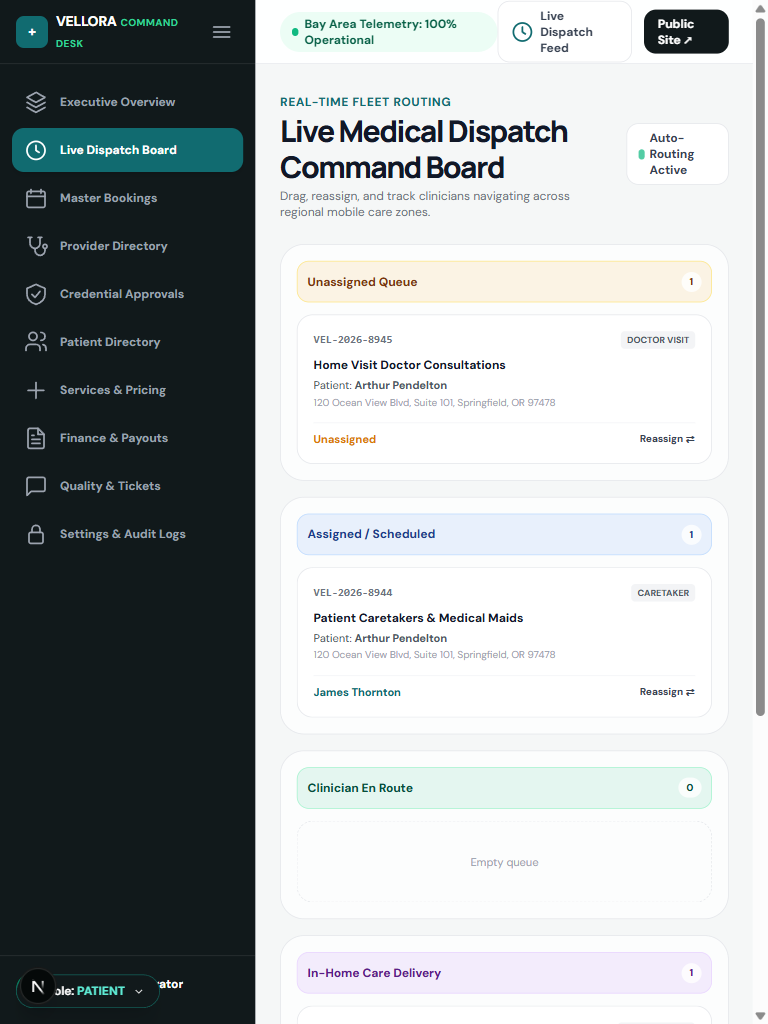 VELLORA COMMAND
DESK
Executive Overview
Live Dispatch Board
Master Bookings
Provider Directory
Credential Approvals
Patient Directory
Services & Pricing
Finance & Payouts
Quality & Tickets
Settings & Audit Logs
N
PATIENT
Bay Area Telemetry: 100%
Operational
Live
Dispatch
Feed
Public
Site ↗
REAL-TIME FLEET ROUTING
Live Medical Dispatch
Command Board
Drag, reassign, and track clinicians navigating across
regional mobile care zones.
Auto-
Routing
Active
Unassigned Queue 1
VEL-2026-8945 DOCTOR VISIT
Home Visit Doctor Consultations
Patient: Arthur Pendelton
120 Ocean View Blvd, Suite 101, Springfield, OR 97478
Unassigned Reassign ⇄
Assigned / Scheduled 1
VEL-2026-8944 CARETAKER
Patient Caretakers & Medical Maids
Patient: Arthur Pendelton
120 Ocean View Blvd, Suite 101, Springfield, OR 97478
James Thornton Reassign ⇄
Clinician En Route 0
Empty queue
In-Home Care Delivery 1